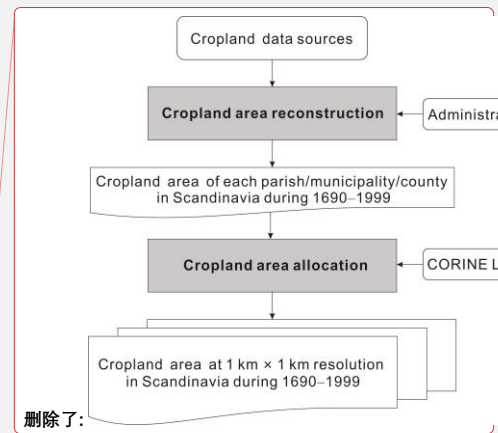 Cropland data sources
Cropland area reconstruction
Administra
Cropland area of each parish/municipality/county
in Scandinavia during 1690–1999
Cropland area allocation
CORINE L
Cropland area at 1 km × 1 km resolution
in Scandinavia during 1690–1999
删除了: